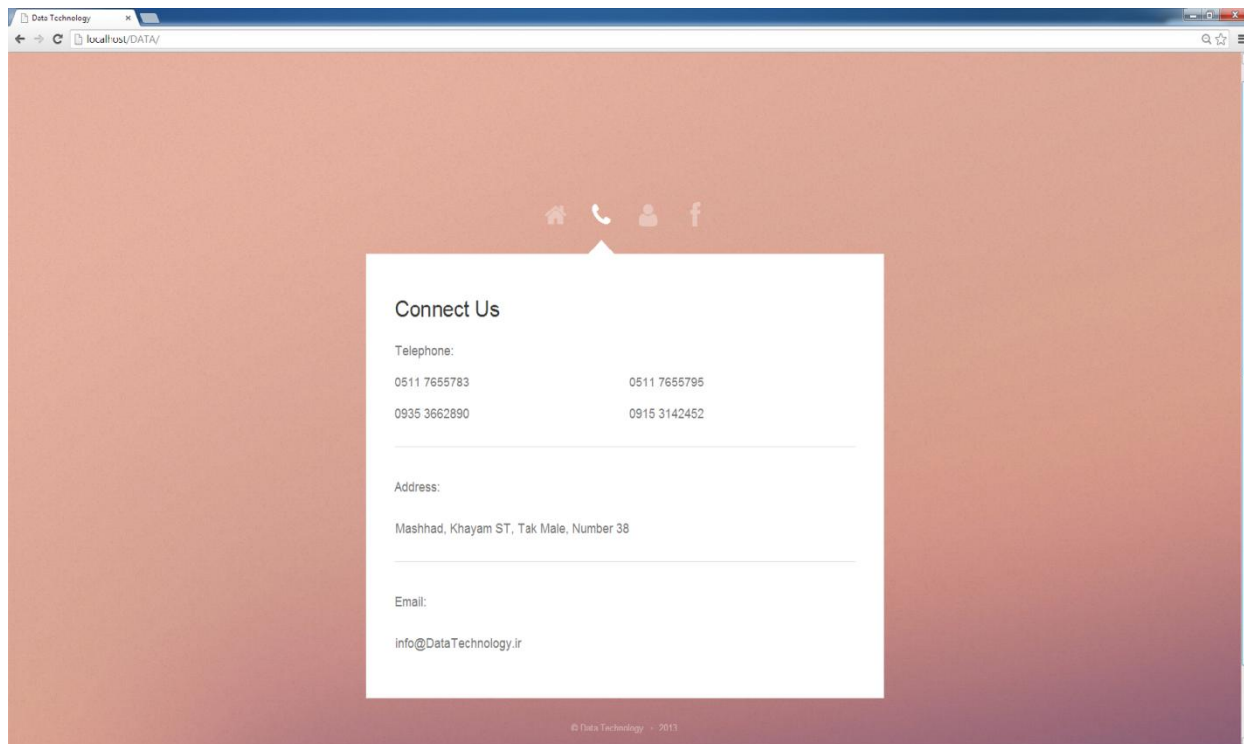 Data Technology
localhost/DATA/
Connect Us
Telephone:
0511 7655783 0511 7655795
0935 3662890 0915 3142452
Address:
Mashhad, Khayam ST, Tak Male, Number 38
Email:
info@DataTechnology.ir
© Data Technology - 2013